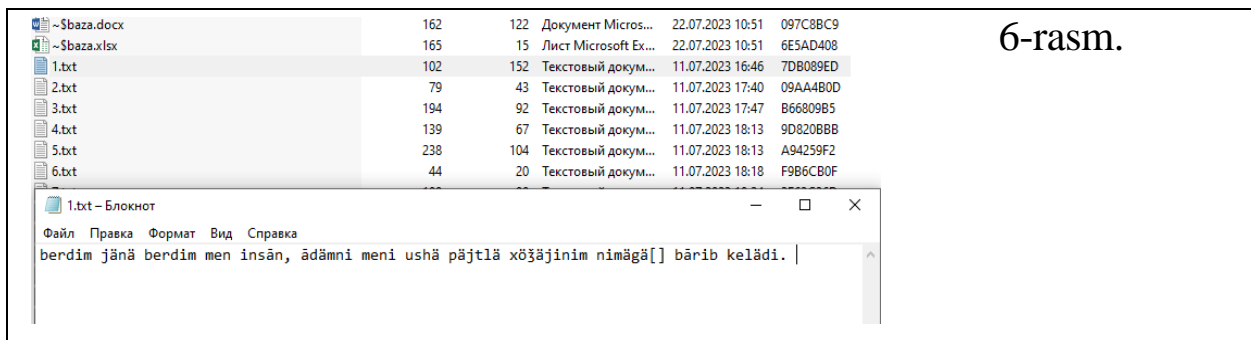 ~$baza.docx 162 122 Документ Micros... 22.07.2023 10:51 097C8BC9
6-rasm.
~$baza.xlsx 165 15 Лист Microsoft Ex... 22.07.2023 10:51 6E5AD408
1.txt 102 152 Текстовый докум... 11.07.2023 16:46 7DB089ED
2.txt 79 43 Текстовый докум... 11.07.2023 17:40 09AA4B0D
3.txt 194 92 Текстовый докум... 11.07.2023 17:47 B66809B5
4.txt 139 67 Текстовый докум... 11.07.2023 18:13 9D820BBB
5.txt 238 104 Текстовый докум... 11.07.2023 18:13 A94259F2
6.txt 44 20 Текстовый докум... 11.07.2023 18:18 F9B6CB0F
1.txt – Блокнот
Файл Правка Формат Вид Справка
berdim jänä berdim men insān, ādämni meni ushä päjtlä xöǯäjinim nimägä[] bārib kelädi.